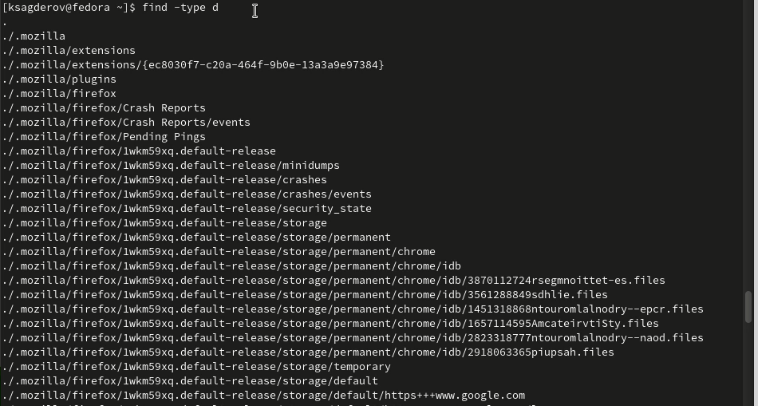 [ksagderov@fedora ~]$ find -type d
.
./.mozilla
./.mozilla/extensions
./.mozilla/extensions/{ec8030f7-c20a-464f-9b0e-13a3a9e97384}
./.mozilla/plugins
./.mozilla/firefox
./.mozilla/firefox/Crash Reports
./.mozilla/firefox/Crash Reports/events
./.mozilla/firefox/Pending Pings
./.mozilla/firefox/1wkm59xq.default-release
./.mozilla/firefox/1wkm59xq.default-release/minidumps
./.mozilla/firefox/1wkm59xq.default-release/crashes
./.mozilla/firefox/1wkm59xq.default-release/crashes/events
./.mozilla/firefox/1wkm59xq.default-release/security_state
./.mozilla/firefox/1wkm59xq.default-release/storage
./.mozilla/firefox/1wkm59xq.default-release/storage/permanent
./.mozilla/firefox/1wkm59xq.default-release/storage/permanent/chrome
./.mozilla/firefox/1wkm59xq.default-release/storage/permanent/chrome/idb
./.mozilla/firefox/1wkm59xq.default-release/storage/permanent/chrome/idb/3870112724rsegmnoittet-es.files
./.mozilla/firefox/1wkm59xq.default-release/storage/permanent/chrome/idb/3561288849sdhlie.files
./.mozilla/firefox/1wkm59xq.default-release/storage/permanent/chrome/idb/1451318868ntouromlalnodry--epcr.files
./.mozilla/firefox/1wkm59xq.default-release/storage/permanent/chrome/idb/1657114595AmcateirvtiSty.files
./.mozilla/firefox/1wkm59xq.default-release/storage/permanent/chrome/idb/2823318777ntouromlalnodry--naod.files
./.mozilla/firefox/1wkm59xq.default-release/storage/permanent/chrome/idb/2918063365piupsah.files
./.mozilla/firefox/1wkm59xq.default-release/storage/temporary
./.mozilla/firefox/1wkm59xq.default-release/storage/default
./.mozilla/firefox/1wkm59xq.default-release/storage/default/https+++www.google.com